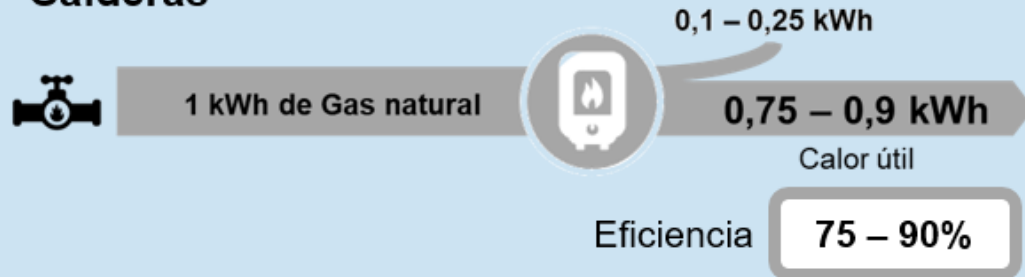 Calderas
0,1 – 0,25 kWh
1 kWh de Gas natural
0,75 – 0,9 kWh
Calor útil
Eficiencia
75 – 90%